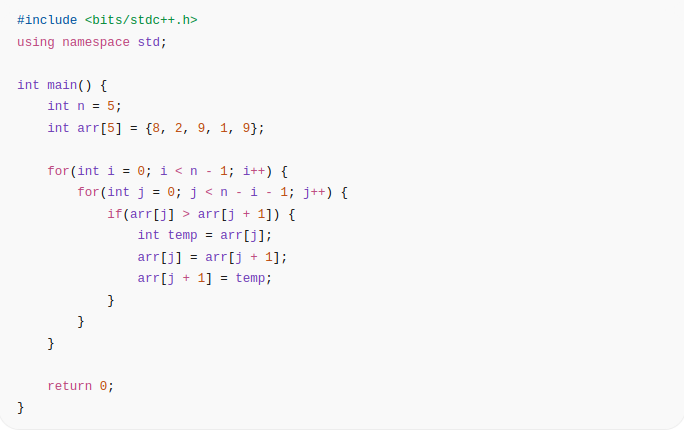 #include <bits/stdc++.h>
using namespace std;

int main() {
    int n = 5;
    int arr[5] = {8, 2, 9, 1, 9};

    for(int i = 0; i < n - 1; i++) {
        for(int j = 0; j < n - i - 1; j++) {
            if(arr[j] > arr[j + 1]) {
                int temp = arr[j];
                arr[j] = arr[j + 1];
                arr[j + 1] = temp;
            }
        }
    }

    return 0;
}